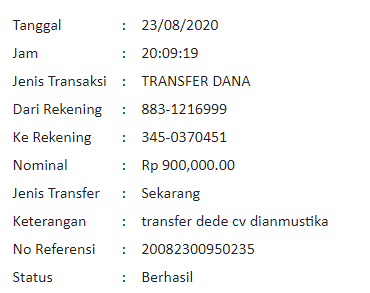 Tanggal : 23/08/2020
Jam : 20:09:19
Jenis Transaksi : TRANSFER DANA
Dari Rekening : 883-1216999
Ke Rekening : 345-0370451
Nominal : Rp 900,000.00
Jenis Transfer : Sekarang
Keterangan : transfer dede cv dianmustika
No Referensi : 20082300950235
Status : Berhasil